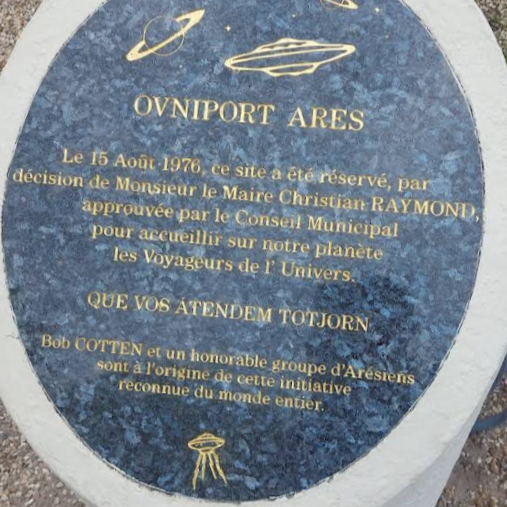 OVNIPORT ARES
Le 15 Août 1976, ce site a été réservé, par
décision de Monsieur le Maire Christian RAYMOND,
approuvée par le Conseil Municipal
pour accueillir sur notre planète
les Voyageurs de l' Univers.
QUE VOS ATENDEM TOTJORN
Bob COTTEN et un honorable groupe d'Arésiens
sont à l'origine de cette initiative
reconnue du monde entier.